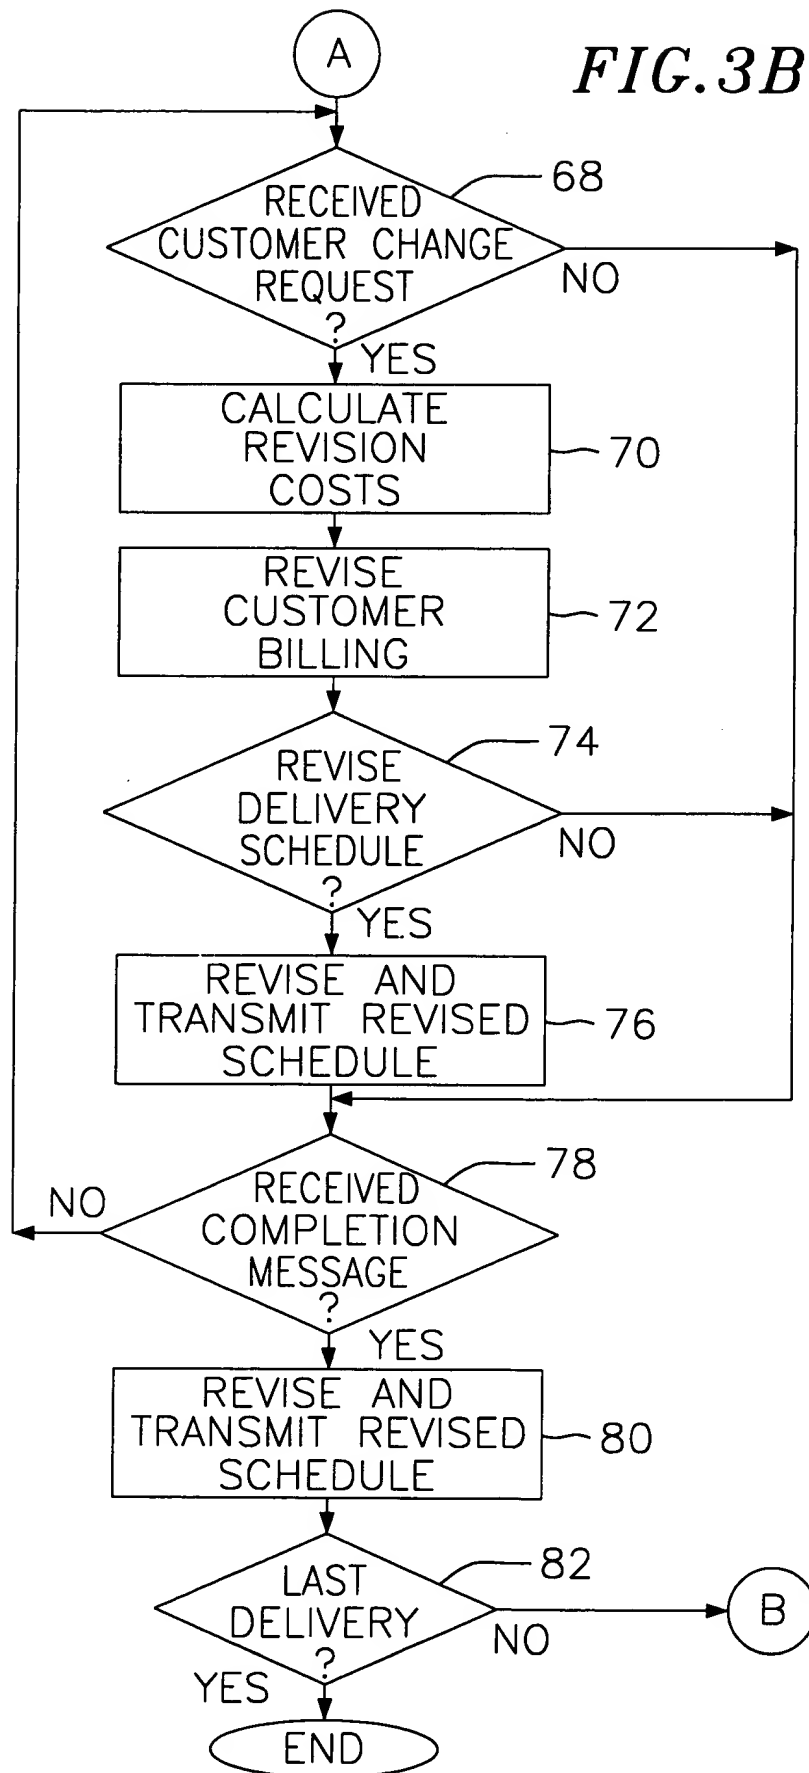 A
FIG.3B
68
RECEIVED
CUSTOMER CHANGE
REQUEST
?
NO
YES
CALCULATE
REVISION
COSTS
70
REVISE
CUSTOMER
BILLING
72
74
REVISE
DELIVERY
SCHEDULE
?
NO
YES
REVISE AND
TRANSMIT REVISED
SCHEDULE
76
78
RECEIVED
COMPLETION
MESSAGE
?
NO
YES
REVISE AND
TRANSMIT REVISED
SCHEDULE
80
82
LAST
DELIVERY
?
NO
B
YES
END